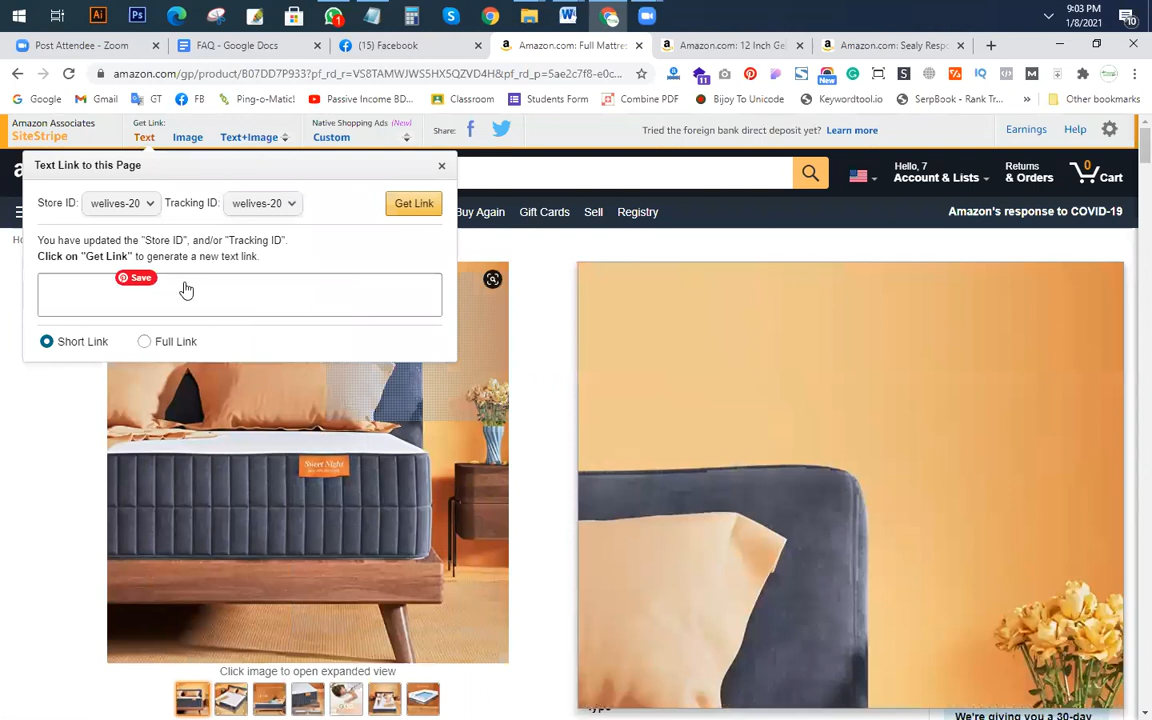 9:03 PM
1/8/2021
Post Attendee - Zoom
FAQ - Google Docs
(15) Facebook
Amazon.com: Full Mattres
Amazon.com: 12 Inch Gel
Amazon.com: Sealy Resp
amazon.com/gp/product/B07DD7P933?pf_rd_r=VS8TAMWJWS5HX5QZVD4H&pf_rd_p=5ae2c7f8-e0c...
Google
Gmail
GT
FB
Ping-o-Matic!
Passive Income BD...
Classroom
Students Form
Combine PDF
Bijoy To Unicode
Keywordtool.io
SerpBook - Rank Tr...
Other bookmarks
Amazon Associates
SiteStripe
Get Link:
Text
Image
Text+Image
Native Shopping Ads (New)
Custom
Share:
Tried the foreign bank direct deposit yet? Learn more
Earnings
Help
Text Link to this Page
Store ID: welives-20 Tracking ID: welives-20 Get Link
You have updated the "Store ID", and/or "Tracking ID".
Click on "Get Link" to generate a new text link.
Save
Short Link
Full Link
Hello, 7
Account & Lists
Returns
& Orders
0
Cart
Buy Again
Gift Cards
Sell
Registry
Amazon's response to COVID-19
Sweet Night
Click image to open expanded view
Type
We're giving you a 30-day